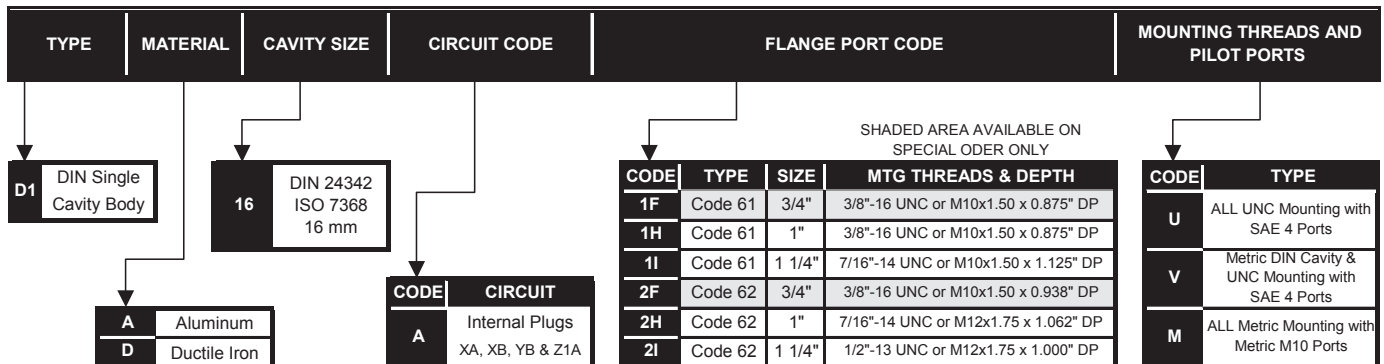 TYPE
MATERIAL
CAVITY SIZE
CIRCUIT CODE
FLANGE PORT CODE
MOUNTING THREADS AND
PILOT PORTS
D1
DIN Single
Cavity Body
A Aluminum
D Ductile Iron
16
DIN 24342
ISO 7368
16 mm
CODE CIRCUIT
A
Internal Plugs
XA, XB, YB & Z1A
SHADED AREA AVAILABLE ON
SPECIAL ODER ONLY
CODE TYPE SIZE MTG THREADS & DEPTH
1F Code 61 3/4" 3/8"-16 UNC or M10x1.50 x 0.875" DP
1H Code 61 1" 3/8"-16 UNC or M10x1.50 x 0.875" DP
1I Code 61 1 1/4" 7/16"-14 UNC or M10x1.50 x 1.125" DP
2F Code 62 3/4" 3/8"-16 UNC or M10x1.50 x 0.938" DP
2H Code 62 1" 7/16"-14 UNC or M12x1.75 x 1.062" DP
2I Code 62 1 1/4" 1/2"-13 UNC or M12x1.75 x 1.000" DP
CODE TYPE
U
ALL UNC Mounting with
SAE 4 Ports
V
Metric DIN Cavity &
UNC Mounting with
SAE 4 Ports
M
ALL Metric Mounting with
Metric M10 Ports